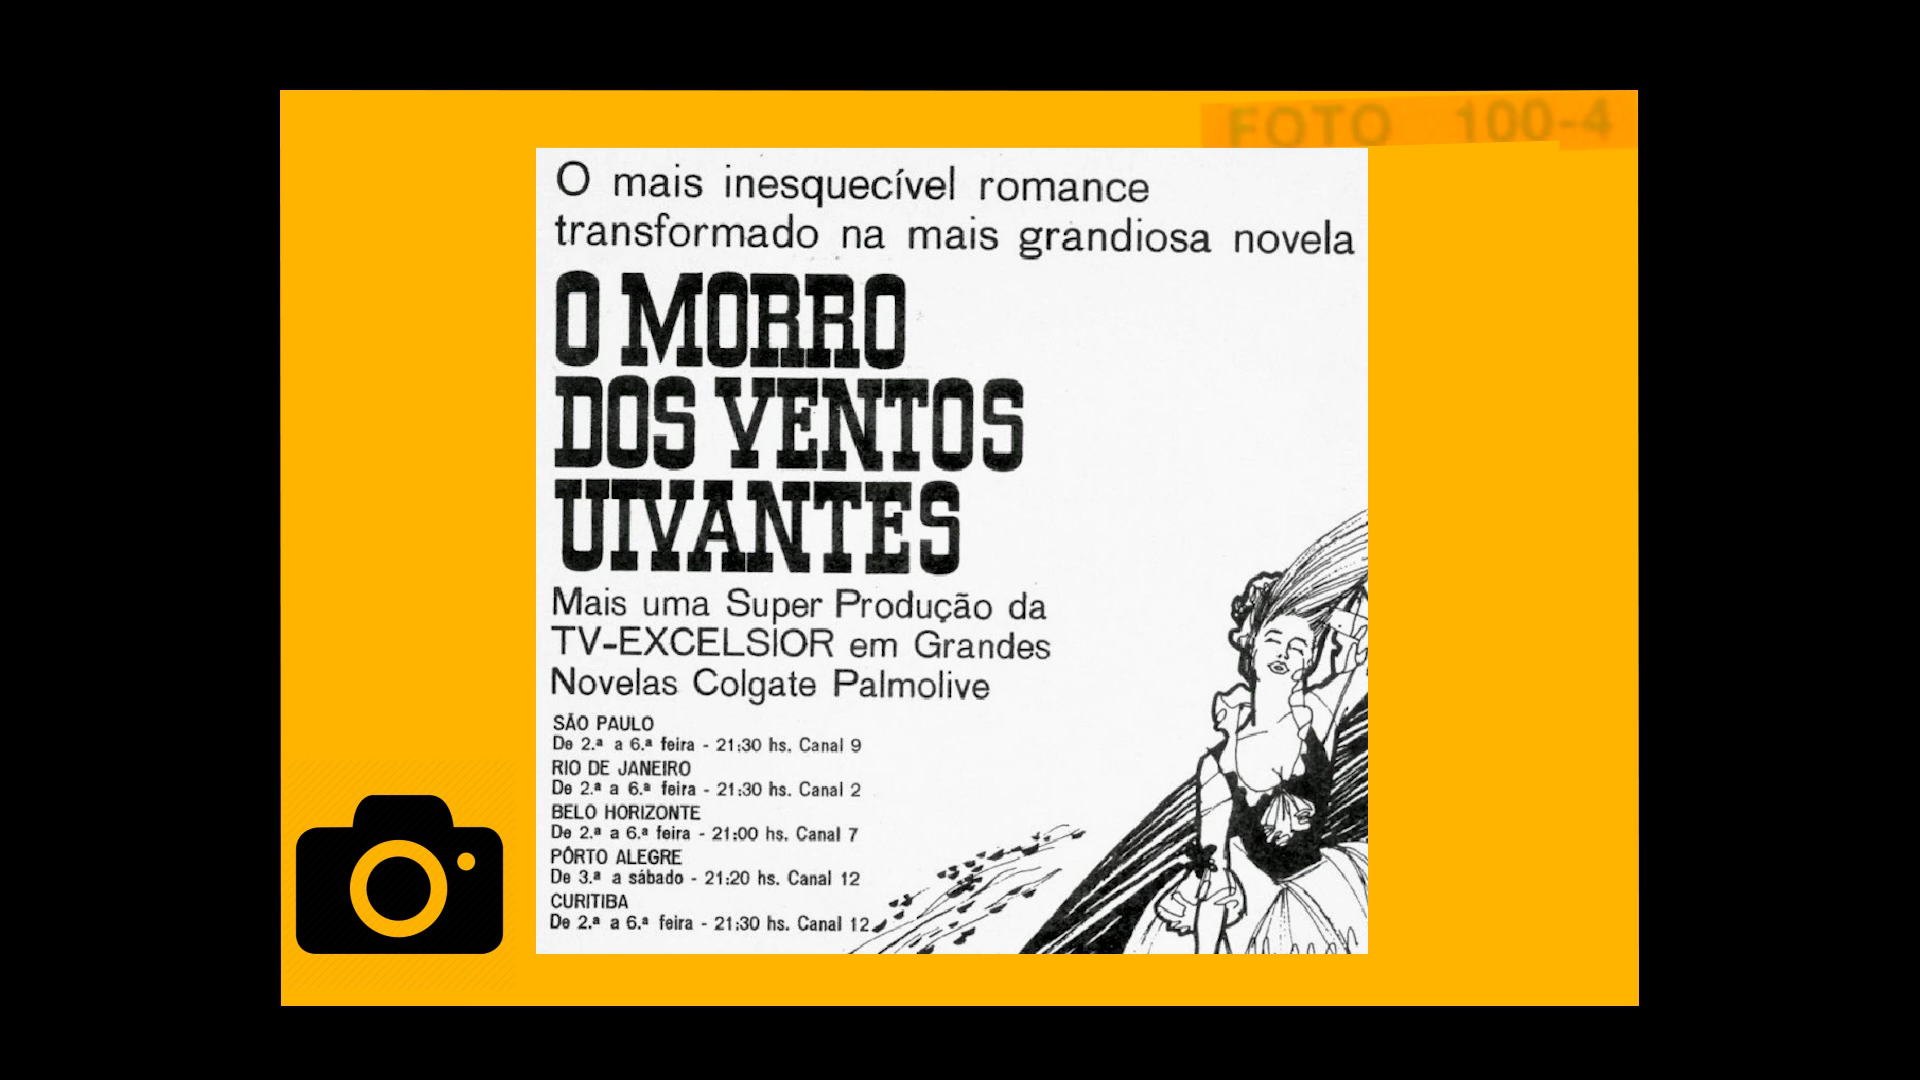 FOTO 100-4
O mais inesquecível romance
transformado na mais grandiosa novela
O MORRO
DOS VENTOS
UIVANTES
Mais uma Super Produção da
TV-EXCELSIOR em Grandes
Novelas Colgate Palmolive
SÃO PAULO
De 2.ª a 6.ª feira - 21:30 hs. Canal 9
RIO DE JANEIRO
De 2.ª a 6.ª feira - 21:30 hs. Canal 2
BELO HORIZONTE
De 2.ª a 6.ª feira - 21:00 hs. Canal 7
PÔRTO ALEGRE
De 3.ª a sábado - 21:20 hs. Canal 12
CURITIBA
De 2.ª a 6.ª feira - 21:30 hs. Canal 12